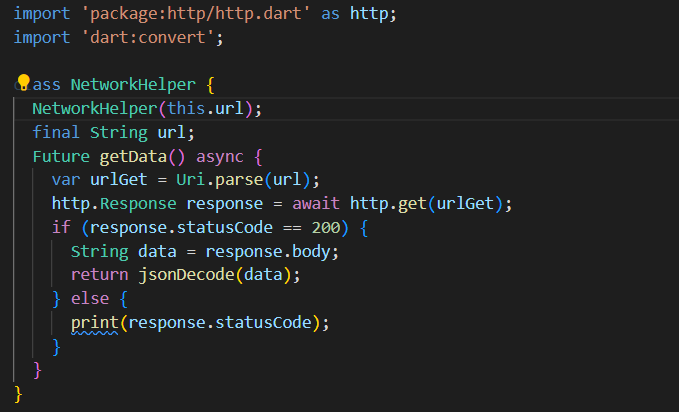 import 'package:http/http.dart' as http;
import 'dart:convert';
ass NetworkHelper {
NetworkHelper(this.url);
final String url;
Future getData() async {
var urlGet = Uri.parse(url);
http.Response response = await http.get(urlGet);
if (response.statusCode == 200) {
String data = response.body;
return jsonDecode(data);
} else {
print(response.statusCode);
}
}
}